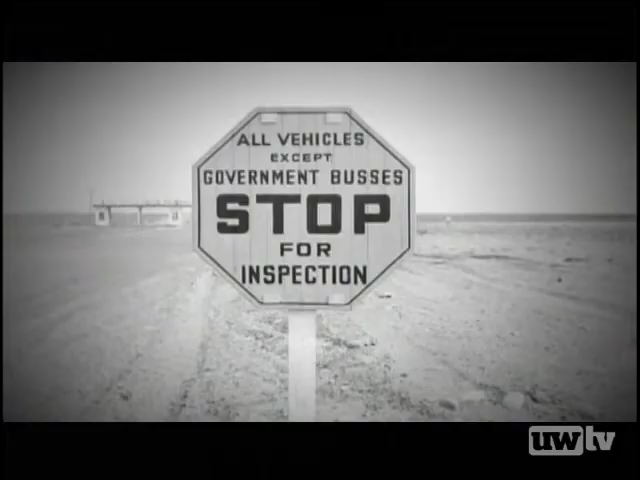 ALL VEHICLES
EXCEPT
GOVERNMENT BUSSES
STOP
FOR
INSPECTION
uwtv